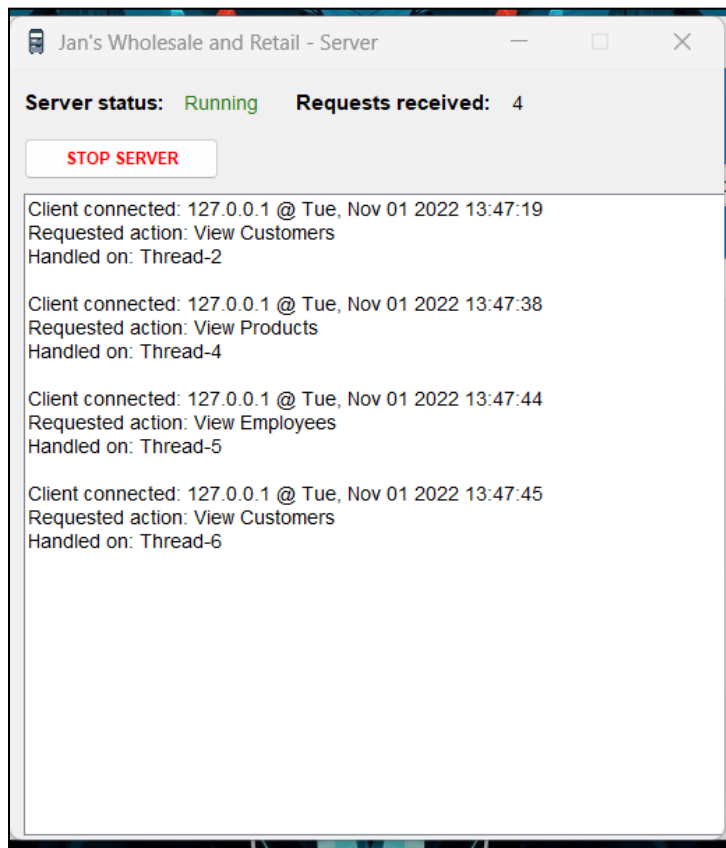 Jan's Wholesale and Retail - Server
Server status: Running Requests received: 4
STOP SERVER
Client connected: 127.0.0.1 @ Tue, Nov 01 2022 13:47:19
Requested action: View Customers
Handled on: Thread-2
Client connected: 127.0.0.1 @ Tue, Nov 01 2022 13:47:38
Requested action: View Products
Handled on: Thread-4
Client connected: 127.0.0.1 @ Tue, Nov 01 2022 13:47:44
Requested action: View Employees
Handled on: Thread-5
Client connected: 127.0.0.1 @ Tue, Nov 01 2022 13:47:45
Requested action: View Customers
Handled on: Thread-6